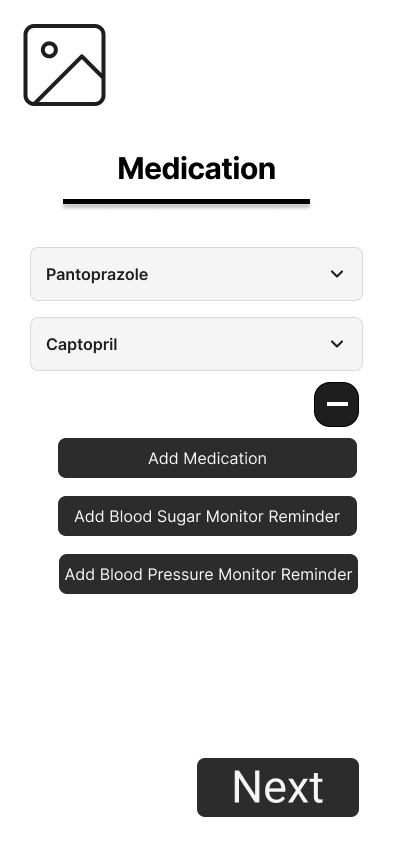 Medication
Pantoprazole
Captopril
Add Medication
Add Blood Sugar Monitor Reminder
Add Blood Pressure Monitor Reminder
Next